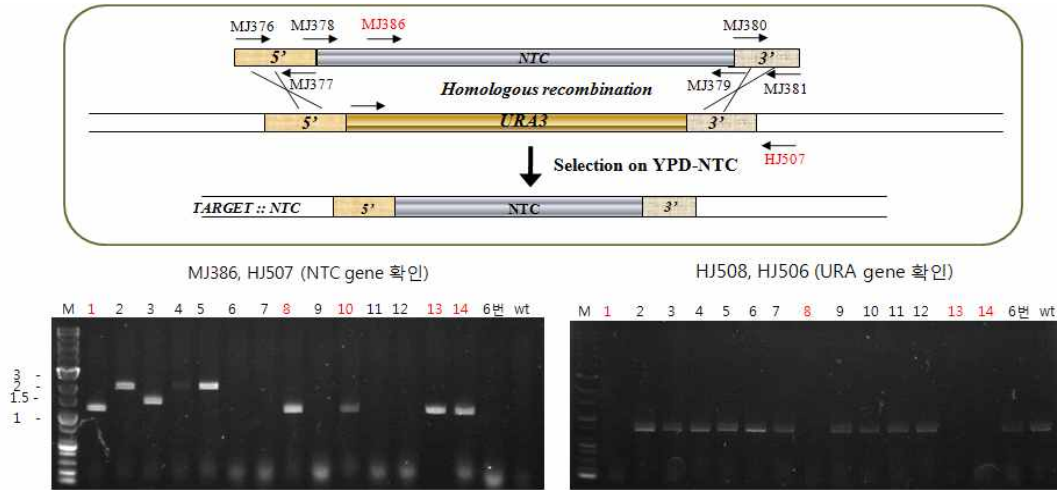 MJ376 MJ378 MJ386 MJ380
5' NTC 3'
MJ377 MJ379 MJ381
Homologous recombination
5' URA3 3'
HJ507
Selection on YPD-NTC
TARGET :: NTC 5' NTC 3'
MJ386, HJ507 (NTC gene 확인) HJ508, HJ506 (URA gene 확인)
M 1 2 3 4 5 6 7 8 9 10 11 12 13 14 6번 wt M 1 2 3 4 5 6 7 8 9 10 11 12 13 14 6번 wt
3 -
2 -
1.5 -
1 -